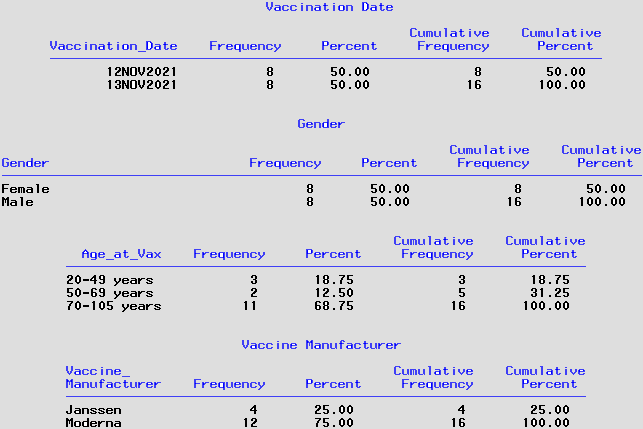 Vaccination Date
Cumulative Cumulative
Vaccination_Date Frequency Percent Frequency Percent
12NOV2021 8 50.00 8 50.00
13NOV2021 8 50.00 16 100.00
Gender
Cumulative Cumulative
Gender Frequency Percent Frequency Percent
Female 8 50.00 8 50.00
Male 8 50.00 16 100.00
Cumulative Cumulative
Age_at_Vax Frequency Percent Frequency Percent
20-49 years 3 18.75 3 18.75
50-69 years 2 12.50 5 31.25
70-105 years 11 68.75 16 100.00
Vaccine Manufacturer
Vaccine_ Cumulative Cumulative
Manufacturer Frequency Percent Frequency Percent
Janssen 4 25.00 4 25.00
Moderna 12 75.00 16 100.00